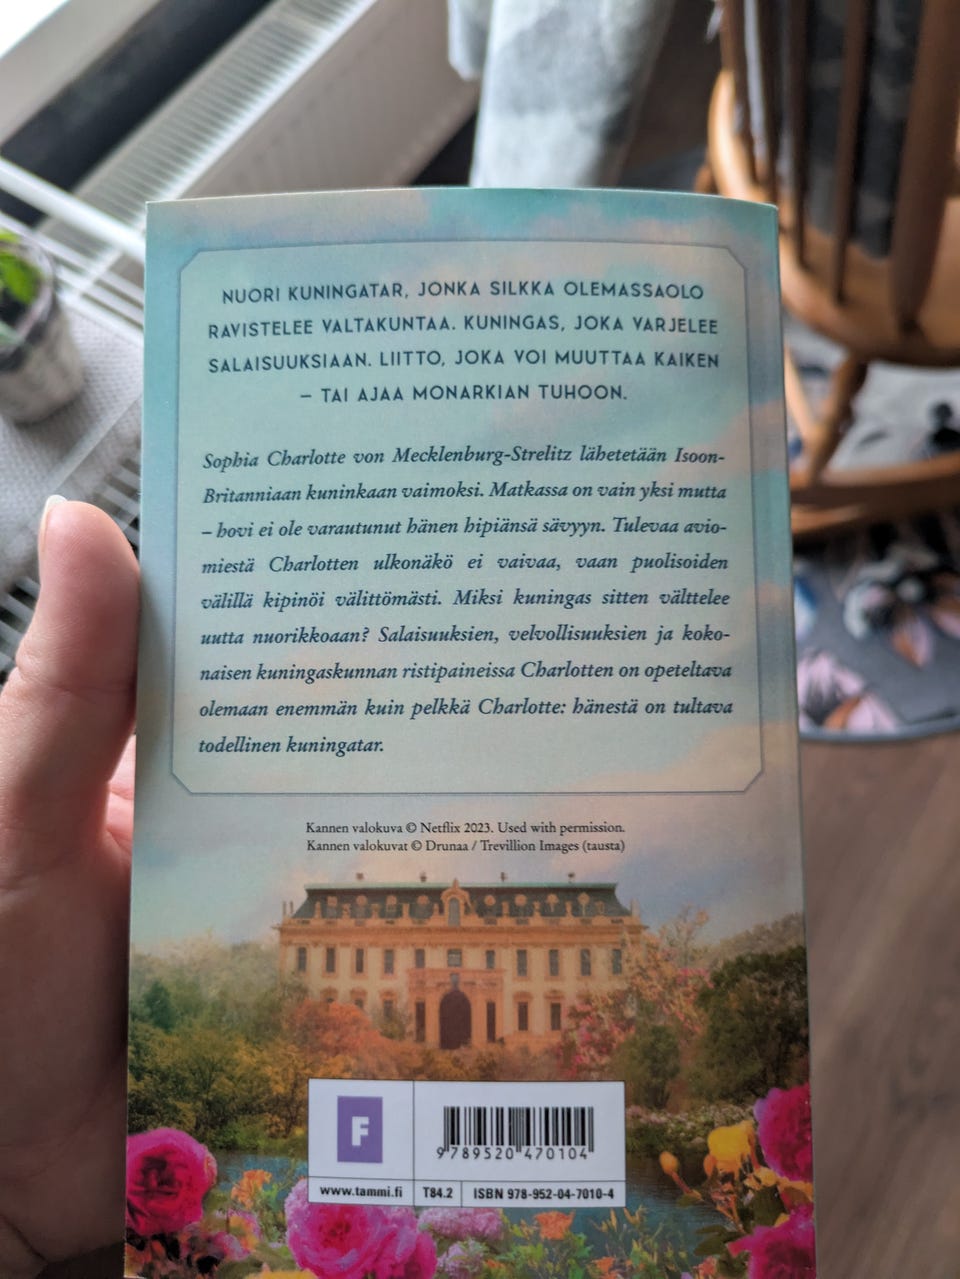 NUORI KUNINGATAR, JONKA SILKKA OLEMASSAOLO
RAVISTELEE VALTAKUNTAA. KUNINGAS, JOKA VARJELEE
SALAISUUKSIAAN. LIITTO, JOKA VOI MUUTTAA KAIKEN
– TAI AJAA MONARKIAN TUHOON.
Sophia Charlotte von Mecklenburg-Strelitz lähetetään Isoon-
Britanniaan kuninkaan vaimoksi. Matkassa on vain yksi mutta
– hovi ei ole varautunut hänen hipiänsä sävyyn. Tulevaa avio-
miestä Charlotten ulkonäkö ei vaivaa, vaan puolisoiden
välillä kipinöi välittömästi. Miksi kuningas sitten välttelee
uutta nuorikkoaan? Salaisuuksien, velvollisuuksien ja koko-
naisen kuningaskunnan ristipaineissa Charlotten on opeteltava
olemaan enemmän kuin pelkkä Charlotte: hänestä on tultava
todellinen kuningatar.
Kannen valokuva © Netflix 2023. Used with permission.
Kannen valokuvat © Drunaa / Trevillion Images (tausta)
F
9 789520 470104
www.tammi.fi T84.2 ISBN 978-952-04-7010-4